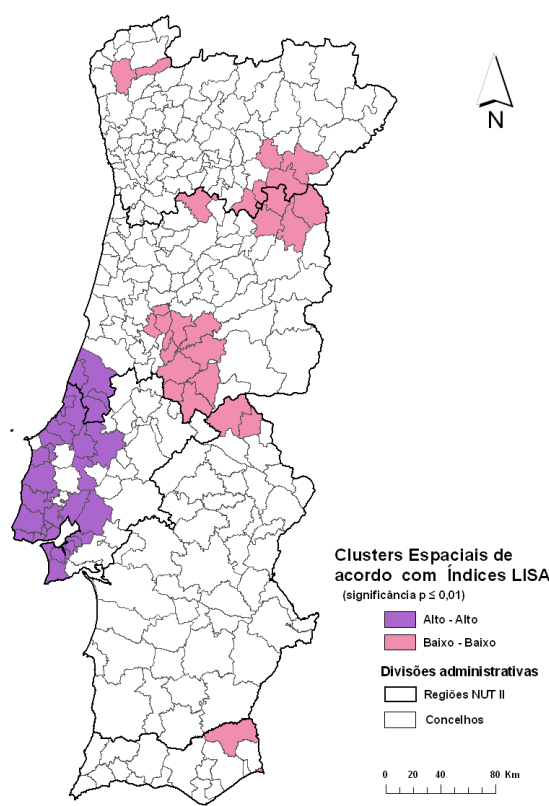 N
Clusters Espaciais de
acordo com Índices LISA
(significância p ≤ 0,01)
Alto - Alto
Baixo - Baixo
Divisões administrativas
Regiões NUT II
Concelhos
0 20 40 80 Km